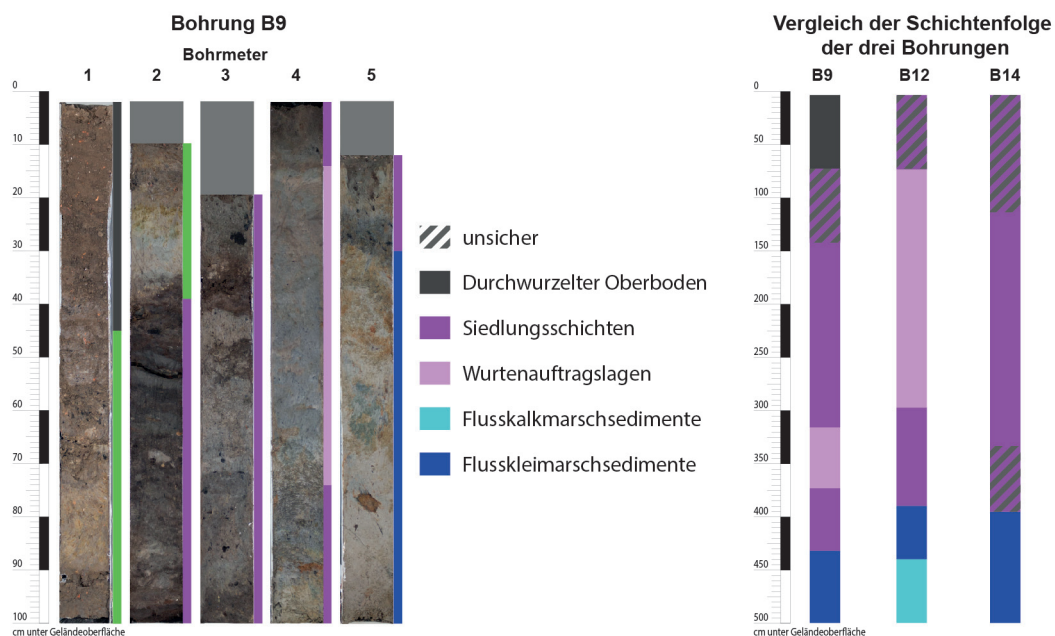 Bohrung B9
Bohrmeter
1 2 3 4 5
0
10
20
30
40
50
60
70
80
90
100
cm unter Geländeoberfläche
unsicher
Durchwurzelter Oberboden
Siedlungsschichten
Wurtenauftragslagen
Flusskalkmarschsedimente
Flusskleimarschsedimente
Vergleich der Schichtenfolge
der drei Bohrungen
B9 B12 B14
0
50
100
150
200
250
300
350
400
450
500
cm unter Geländeoberfläche